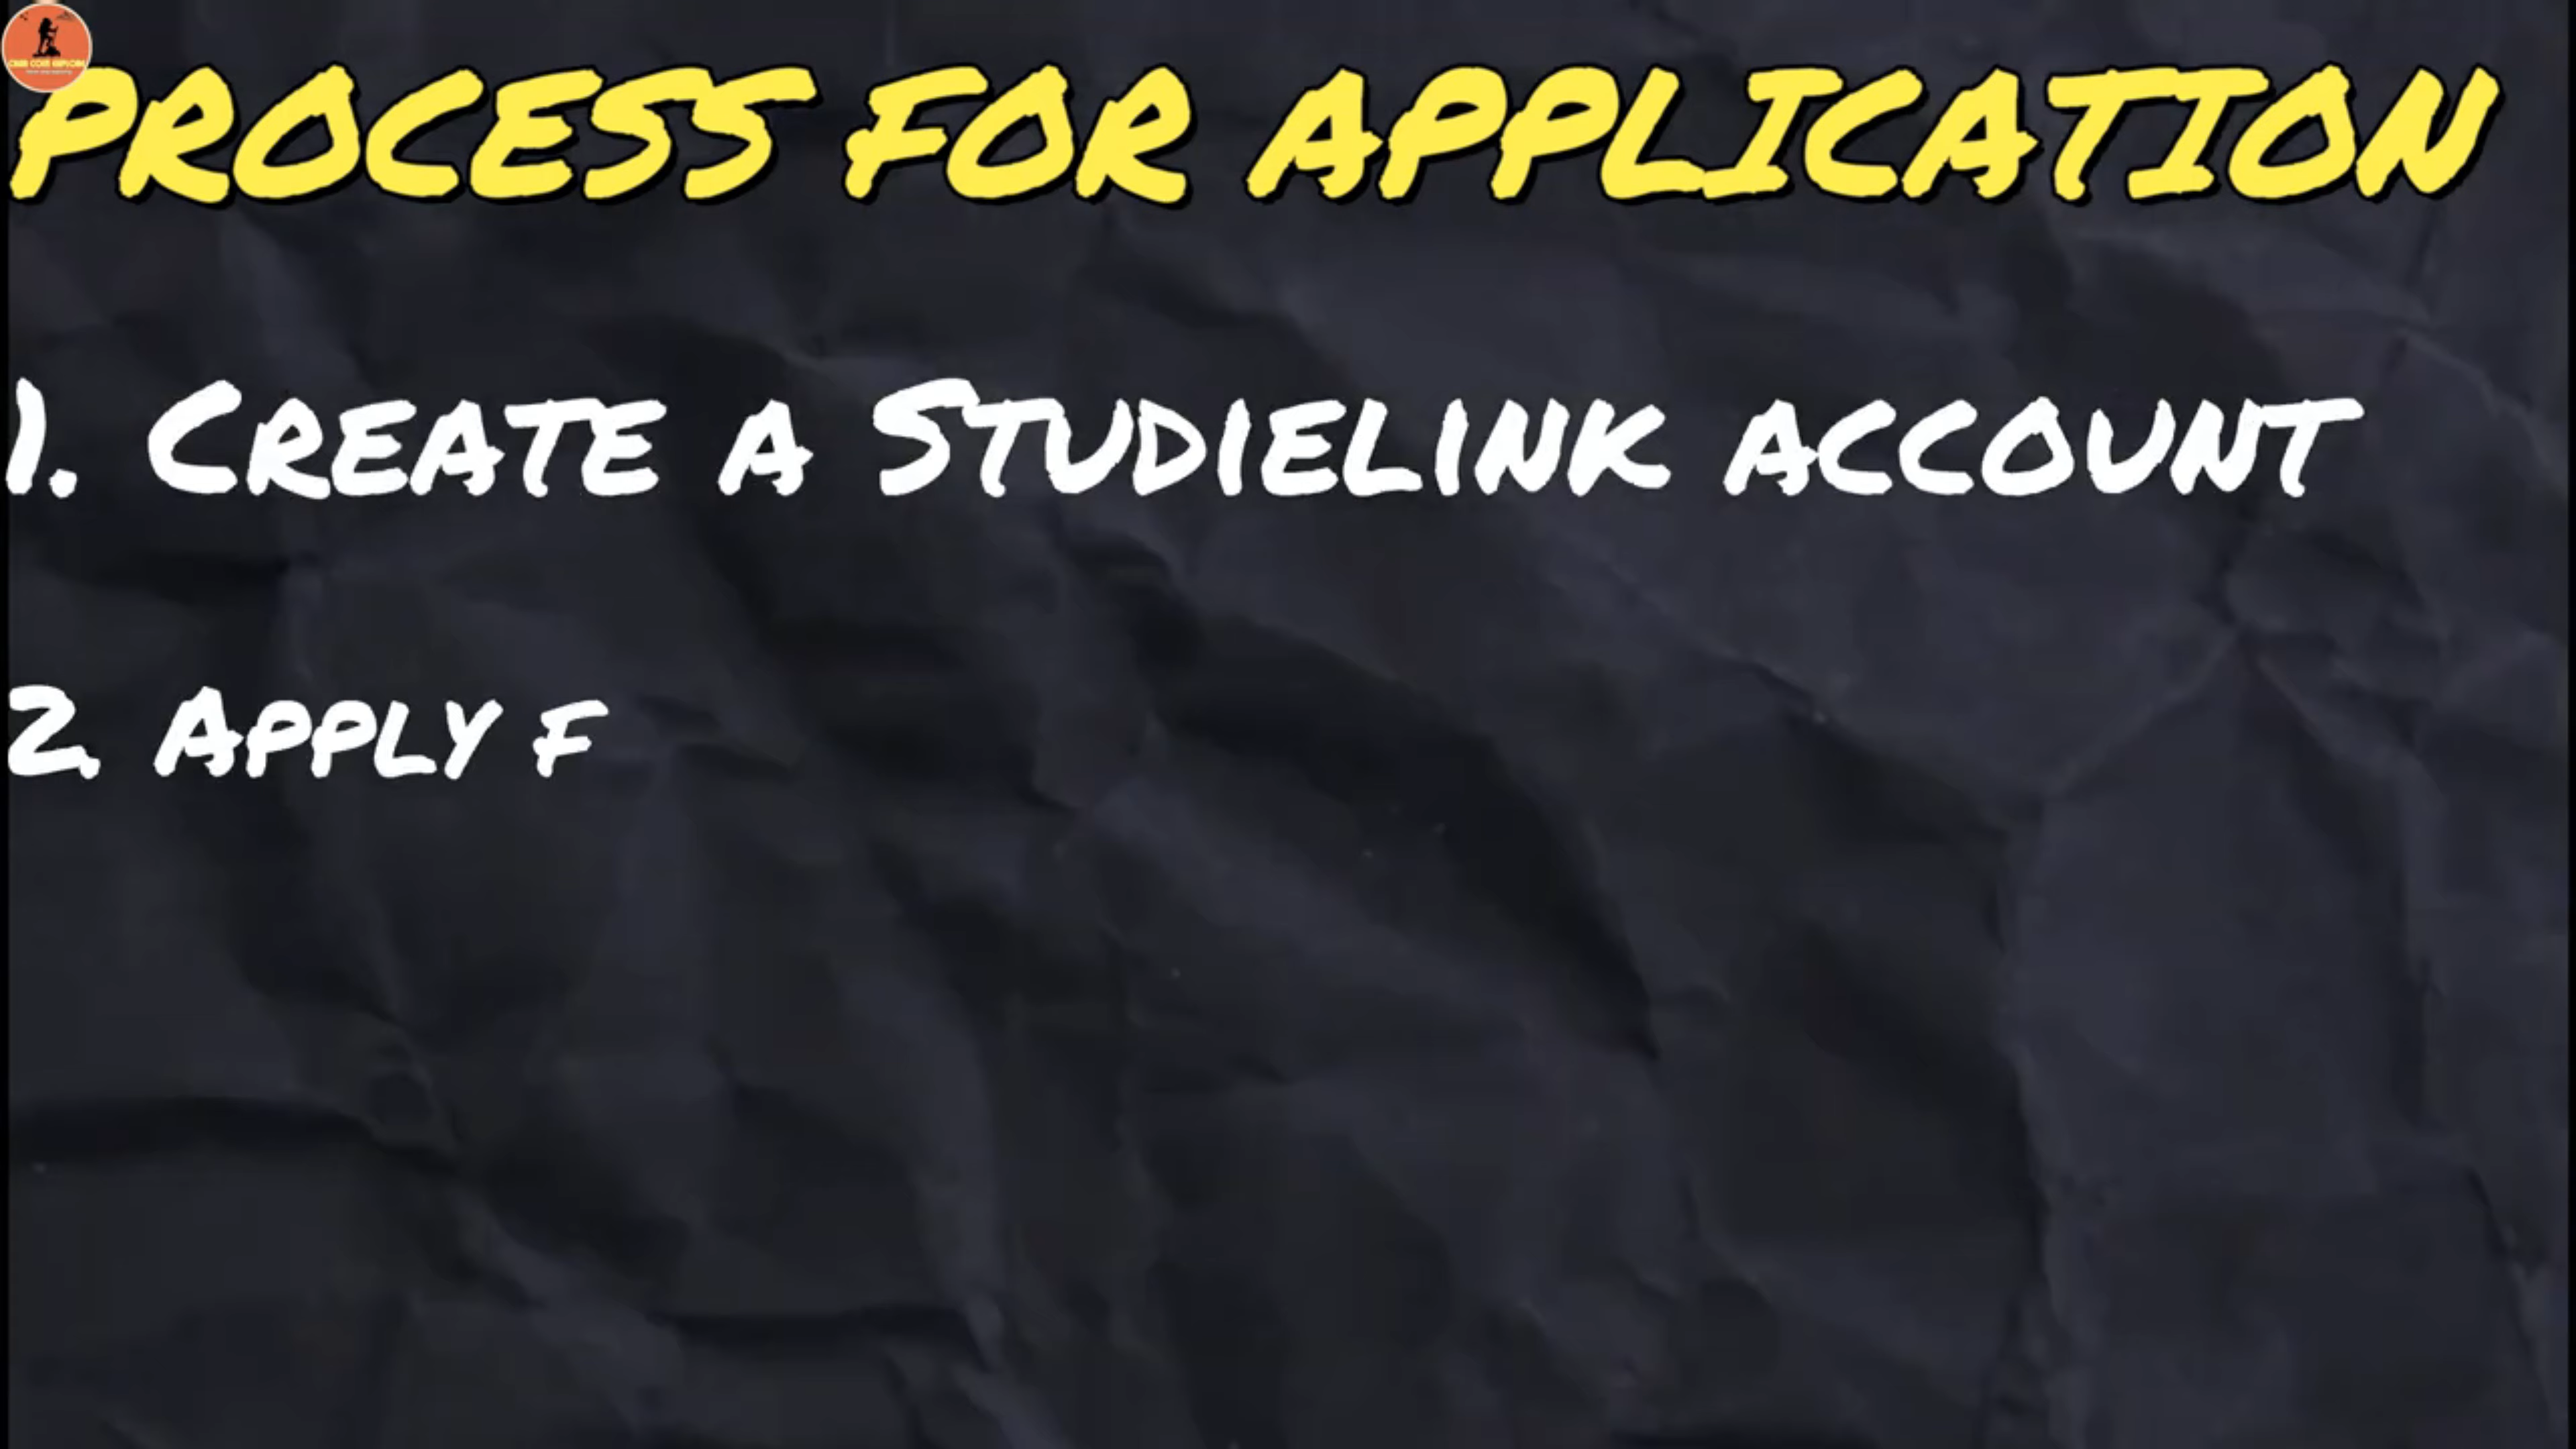 PROCESS FOR APPLICATION
1. CREATE A STUDIELINK ACCOUNT
2. APPLY F